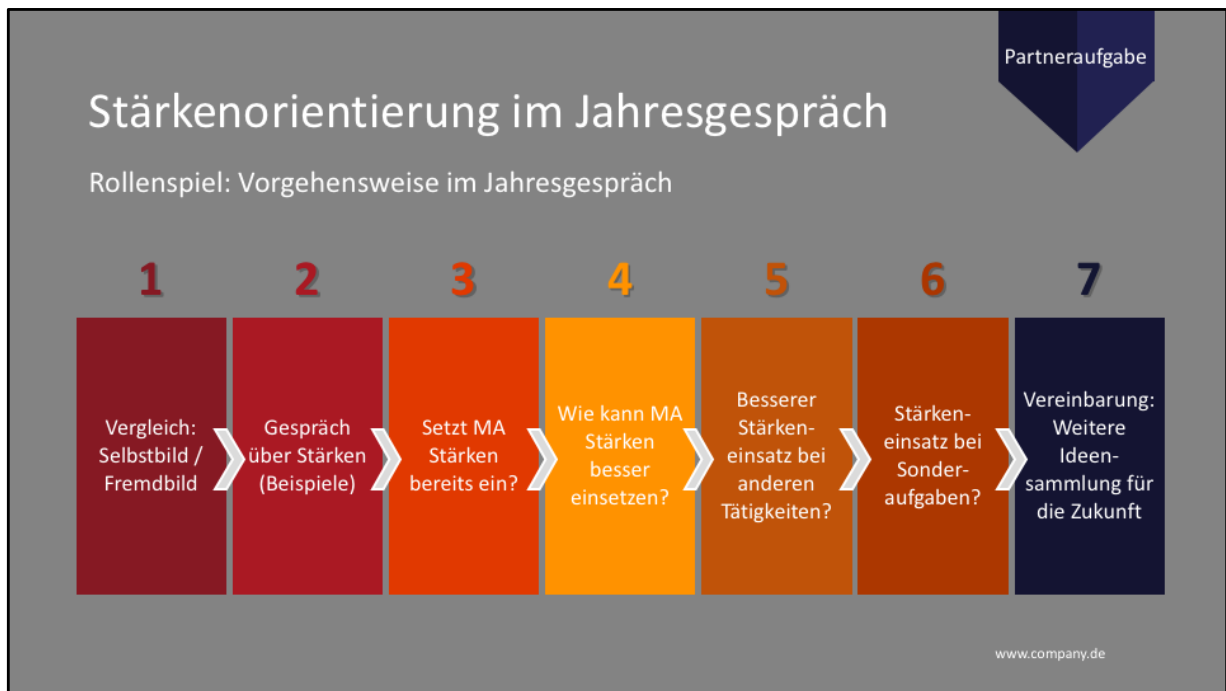 Partneraufgabe
Stärkenorientierung im Jahresgespräch
Rollenspiel: Vorgehensweise im Jahresgespräch
1
2
3
4
5
6
7
Vergleich:
Selbstbild /
Fremdbild
Gespräch
über Stärken
(Beispiele)
Setzt MA
Stärken
bereits ein?
Wie kann MA
Stärken
besser
einsetzen?
Besserer
Stärken-
einsatz bei
anderen
Tätigkeiten?
Stärken-
einsatz bei
Sonder-
aufgaben?
Vereinbarung:
Weitere
Ideen-
sammlung für
die Zukunft
www.company.de